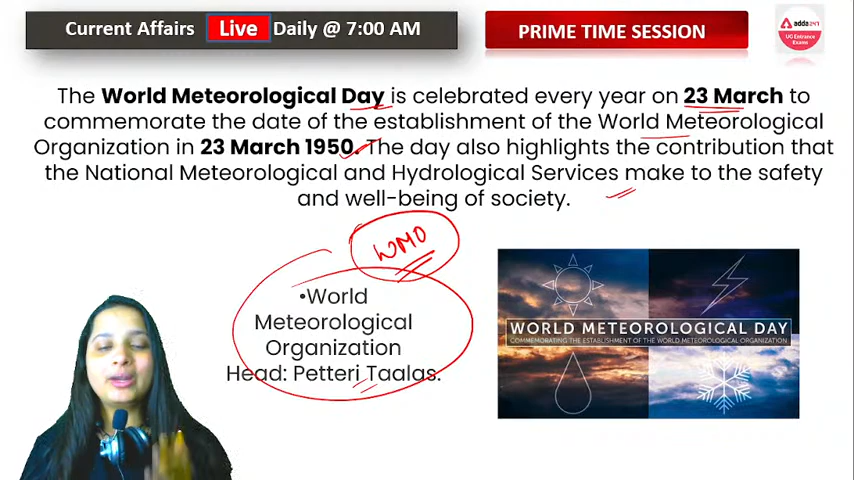 Current Affairs Live Daily @ 7:00 AM
PRIME TIME SESSION
adda247
UG Entrance
Exams
The World Meteorological Day is celebrated every year on 23 March to
commemorate the date of the establishment of the World Meteorological
Organization in 23 March 1950. The day also highlights the contribution that
the National Meteorological and Hydrological Services make to the safety
and well-being of society.
WMO
•World
Meteorological
Organization
Head: Petteri Taalas.
WORLD METEOROLOGICAL DAY
COMMEMORATING THE ESTABLISHMENT OF THE WORLD METEOROLOGICAL ORGANIZATION